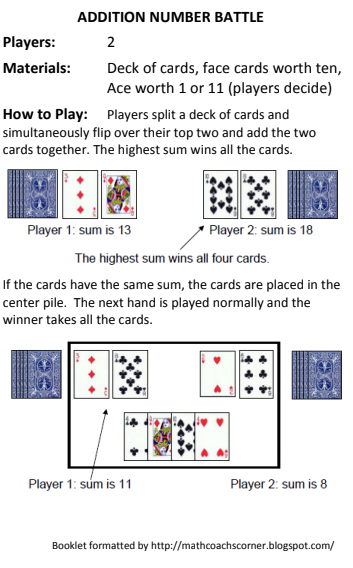 ADDITION NUMBER BATTLE
Players: 2
Materials: Deck of cards, face cards worth ten,
Ace worth 1 or 11 (players decide)
How to Play: Players split a deck of cards and
simultaneously flip over their top two and add the two
cards together. The highest sum wins all the cards.
Player 1: sum is 13
Player 2: sum is 18
The highest sum wins all four cards.
If the cards have the same sum, the cards are placed in the
center pile. The next hand is played normally and the
winner takes all the cards.
Player 1: sum is 11
Player 2: sum is 8
Booklet formatted by http://mathcoachscorner.blogspot.com/